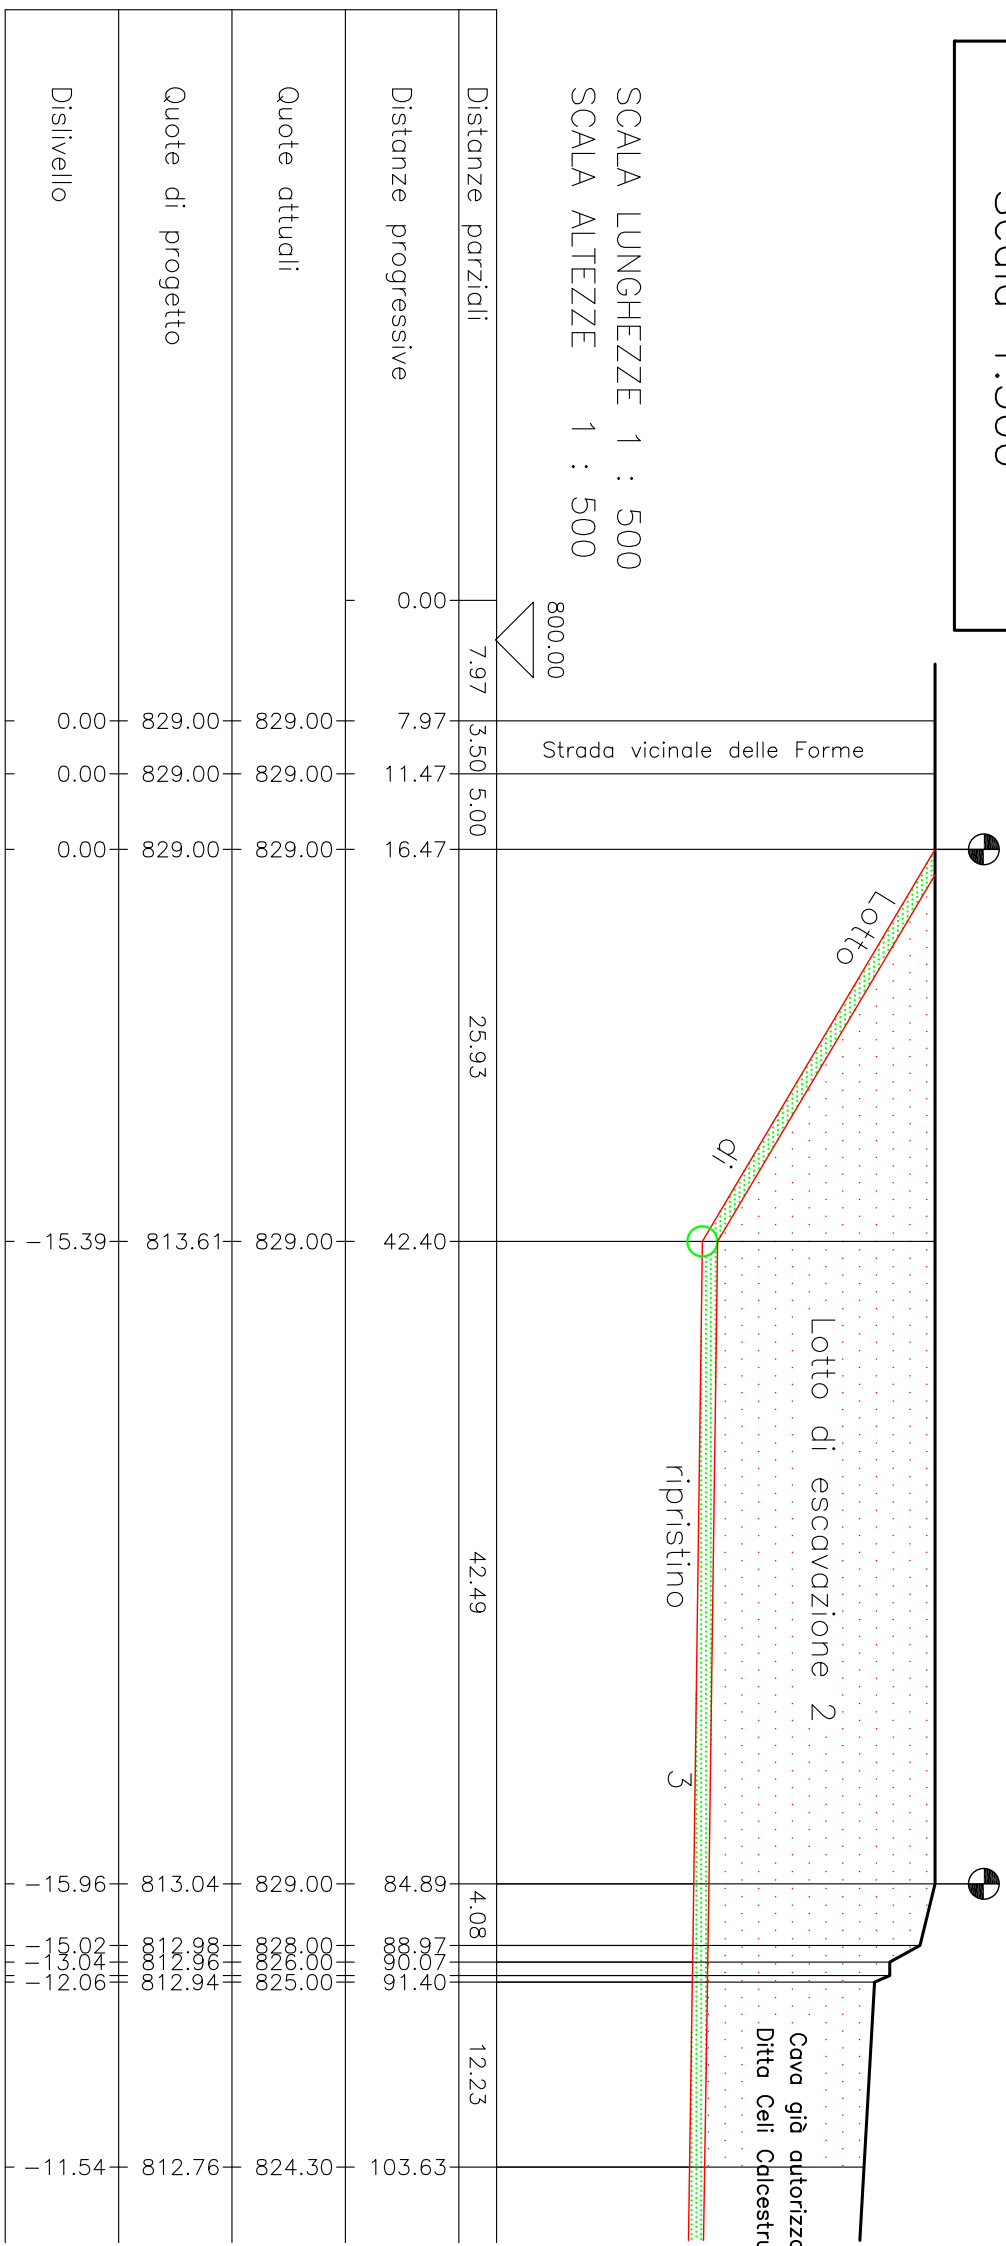 SCALA LUNGHEZZE 1 : 500
SCALA ALTEZZE 1 : 500
800.00
Strada vicinale delle Forme
Lotto di ripristino 3
Lotto di escavazione 2
Cava già
Ditta Celi
Distanze parziali 7.97 3.50 5.00 25.93 42.49 4.08 12.23
Distanze progressive 0.00 7.97 11.47 16.47 42.40 84.89 88.97 90.07 91.40 103.63
Quote attuali 829.00 829.00 829.00 829.00 829.00 828.00 826.00 825.00 824.30
Quote di progetto 829.00 829.00 829.00 813.61 813.04 812.98 812.96 812.94 812.76
Dislivello 0.00 0.00 0.00 -15.39 -15.96 -15.02 -13.04 -12.06 -11.54